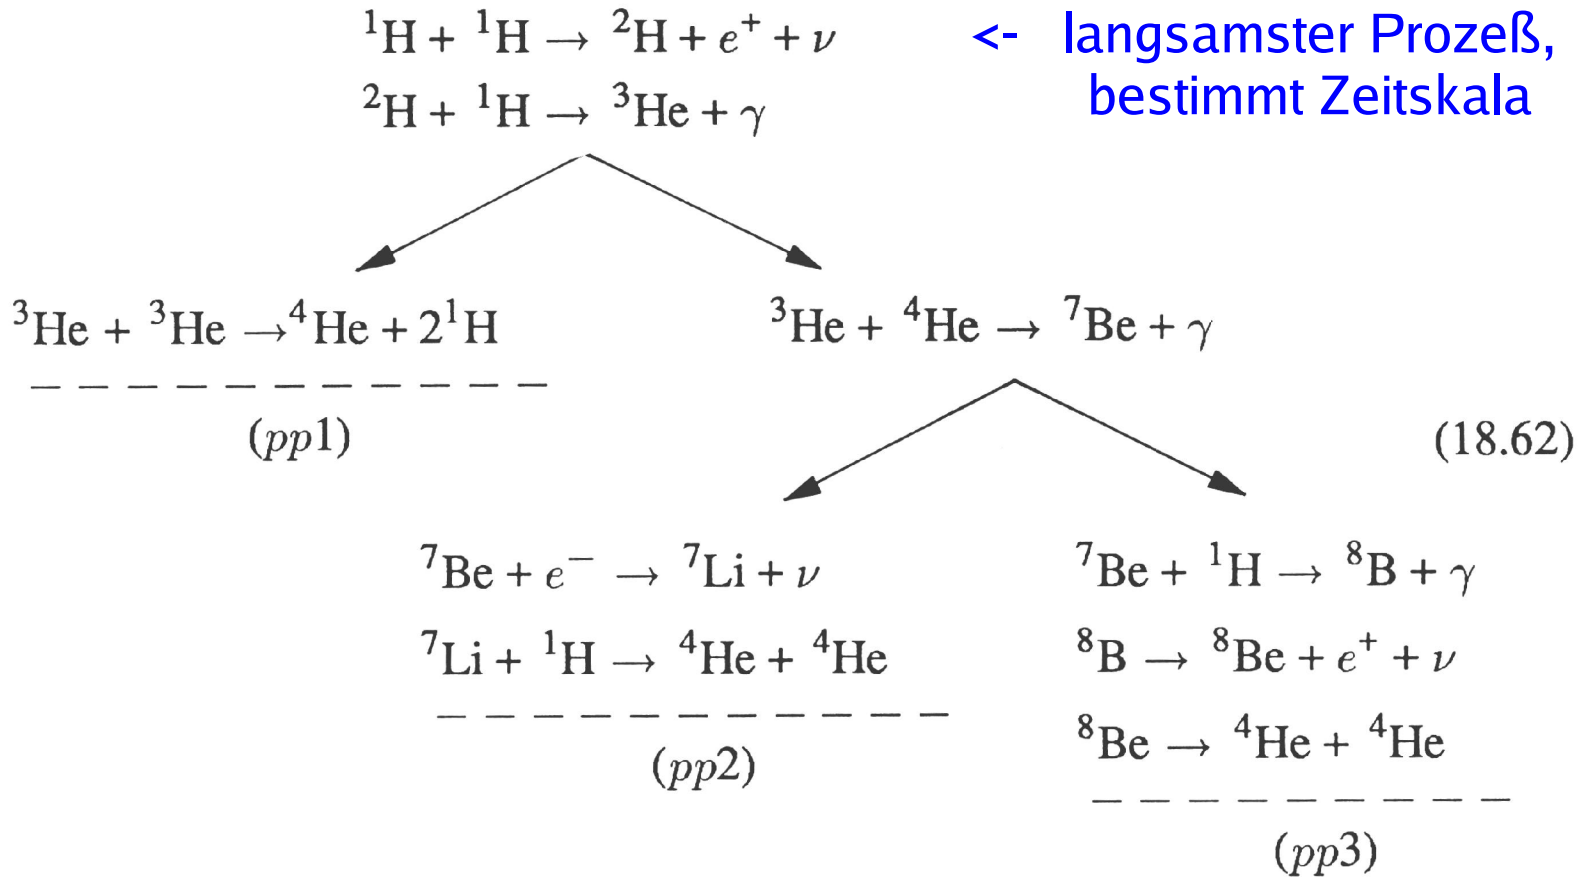 ¹H + ¹H → ²H + e⁺ + ν <- langsamster Prozeß,
²H + ¹H → ³He + γ bestimmt Zeitskala
³He + ³He →⁴He + 2¹H
(pp1)
³He + ⁴He → ⁷Be + γ
(18.62)
⁷Be + e⁻ → ⁷Li + ν
⁷Li + ¹H → ⁴He + ⁴He
(pp2)
⁷Be + ¹H → ⁸B + γ
⁸B → ⁸Be + e⁺ + ν
⁸Be → ⁴He + ⁴He
(pp3)